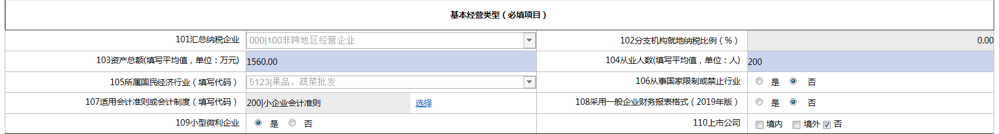 基本经营类型（必填项目）
101汇总纳税企业 000|100非跨地区经营企业 102分支机构就地纳税比例（%） 0.00
103资产总额(填写平均值，单位：万元) 1560.00 104从业人数(填写平均值，单位：人) 200
105所属国民经济行业（填写代码） 5123|果品、蔬菜批发 106从事国家限制或禁止行业 是 否
107适用会计准则或会计制度（填写代码） 200|小企业会计准则 选择 108采用一般企业财务报表格式（2019年版） 是 否
109小型微利企业 是 否 110上市公司 境内 境外 否